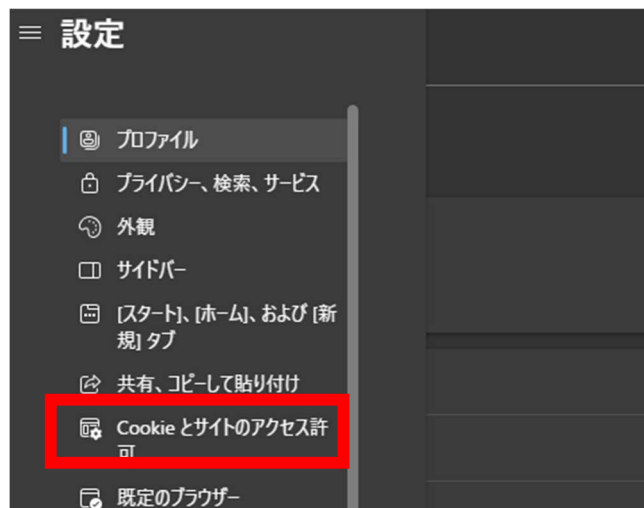 設定
プロファイル
プライバシー、検索、サービス
外観
サイドバー
[スタート]、[ホーム]、および [新
規] タブ
共有、コピーして貼り付け
Cookie とサイトのアクセス許
可
既定のブラウザー